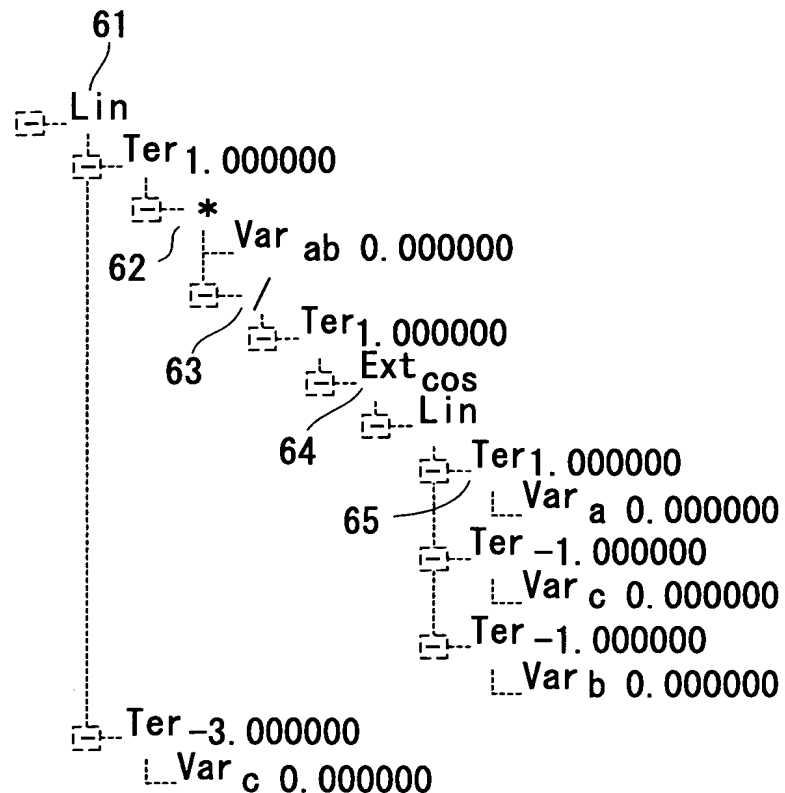 61
Lin
Ter 1.000000
*
62
Var ab 0.000000
/
63
Ter 1.000000
Ext cos
64
Lin
Ter 1.000000
65
Var a 0.000000
Ter -1.000000
Var c 0.000000
Ter -1.000000
Var b 0.000000
Ter -3.000000
Var c 0.000000